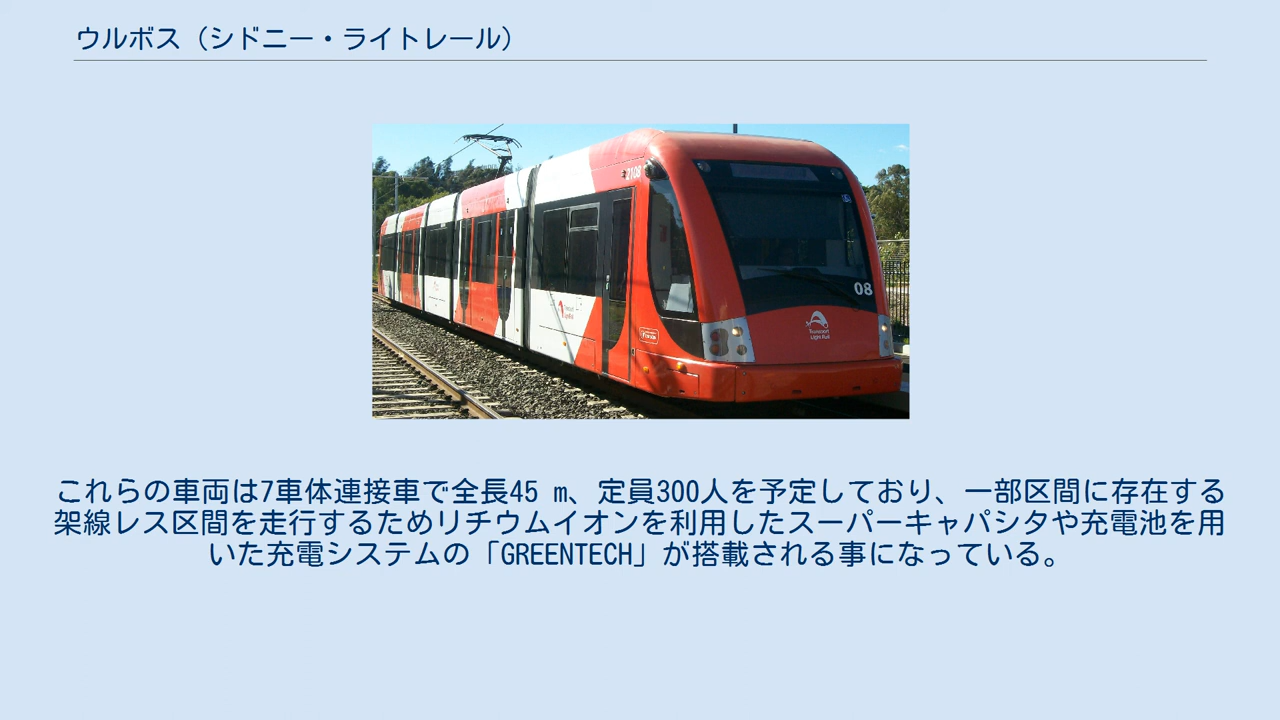 ウルボス（シドニー・ライトレール）
2108
08
Transport
Light Rail
これらの車両は7車体連接車で全長45 m、定員300人を予定しており、一部区間に存在する
架線レス区間を走行するためリチウムイオンを利用したスーパーキャパシタや充電池を用
いた充電システムの「GREENTECH」が搭載される事になっている。